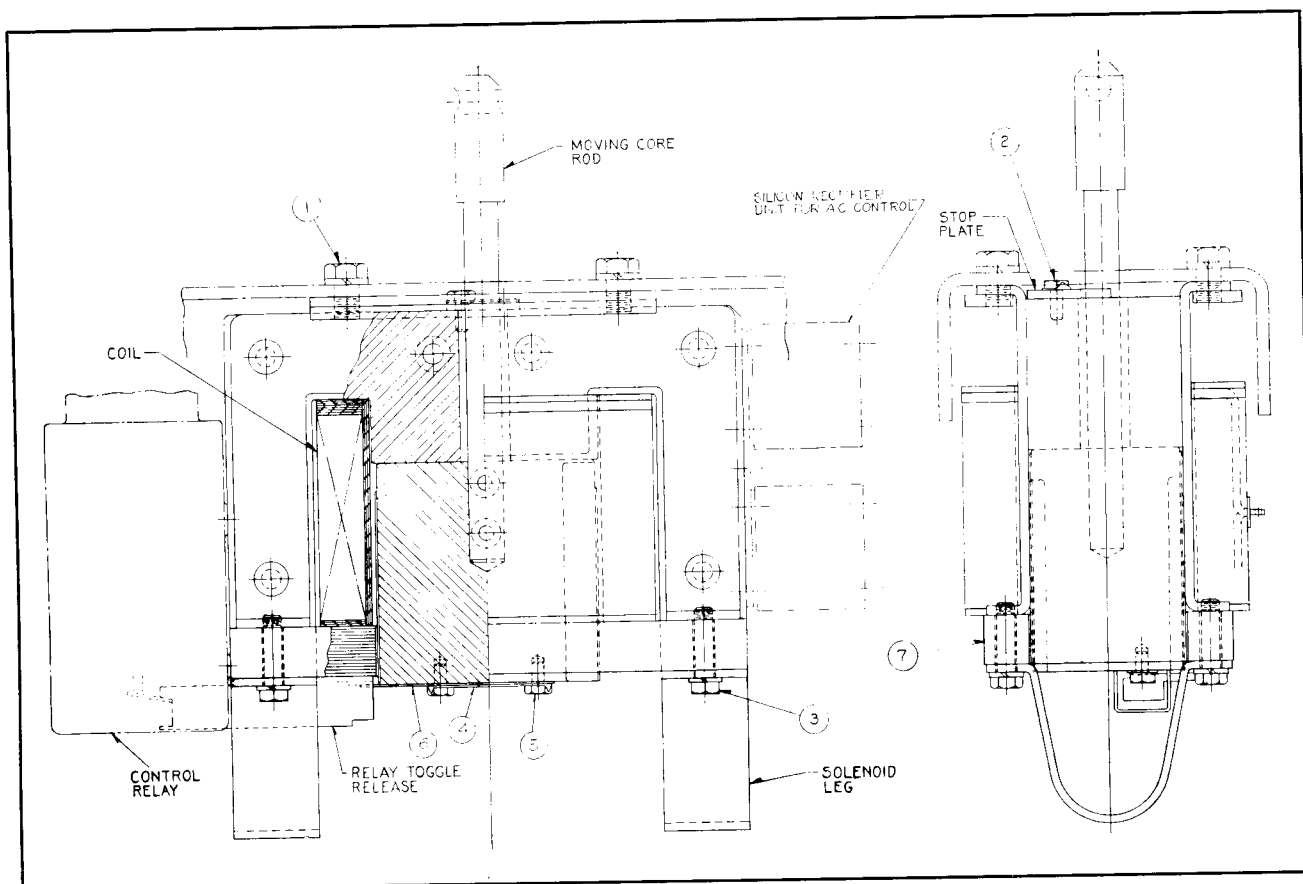 MOVING CORE
ROD
1
2
SILICON RECTIFIER
UNIT FOR AC CONTROL
STOP
PLATE
COIL
7
3
6
4
5
CONTROL
RELAY
RELAY TOGGLE
RELEASE
SOLENOID
LEG